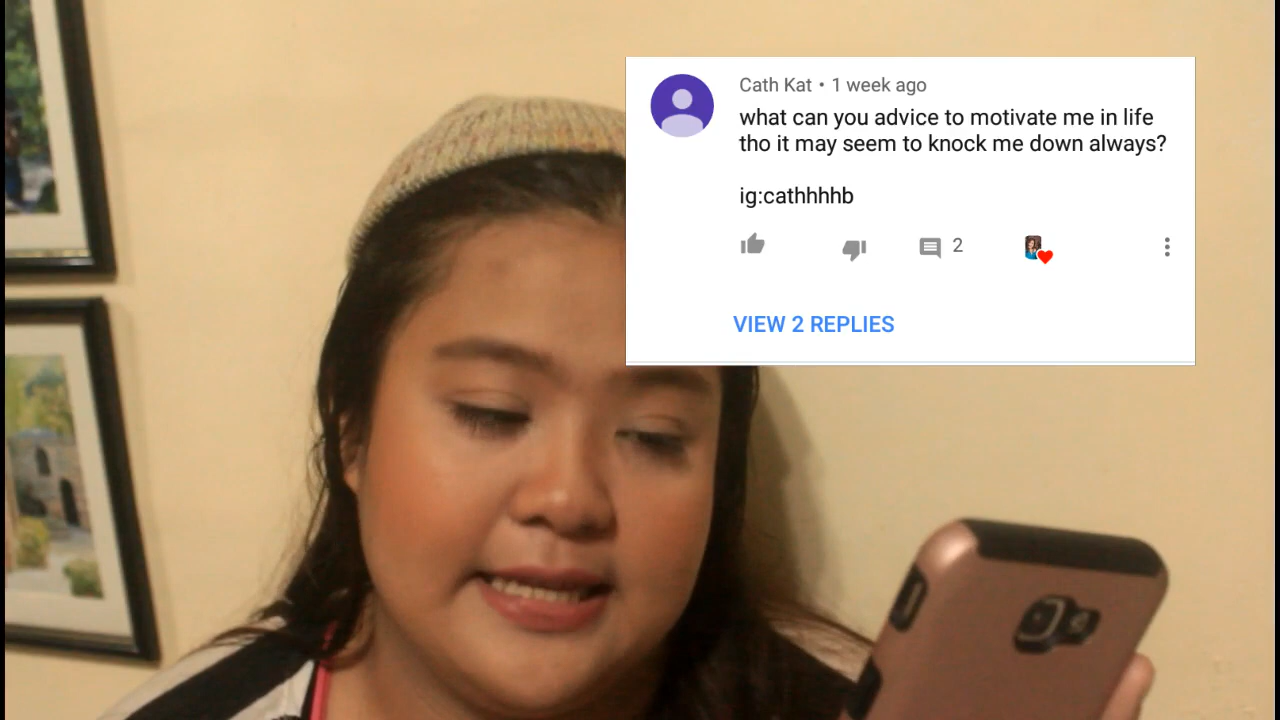 Cath Kat • 1 week ago
what can you advice to motivate me in life
tho it may seem to knock me down always?
ig:cathhhhb
2
VIEW 2 REPLIES